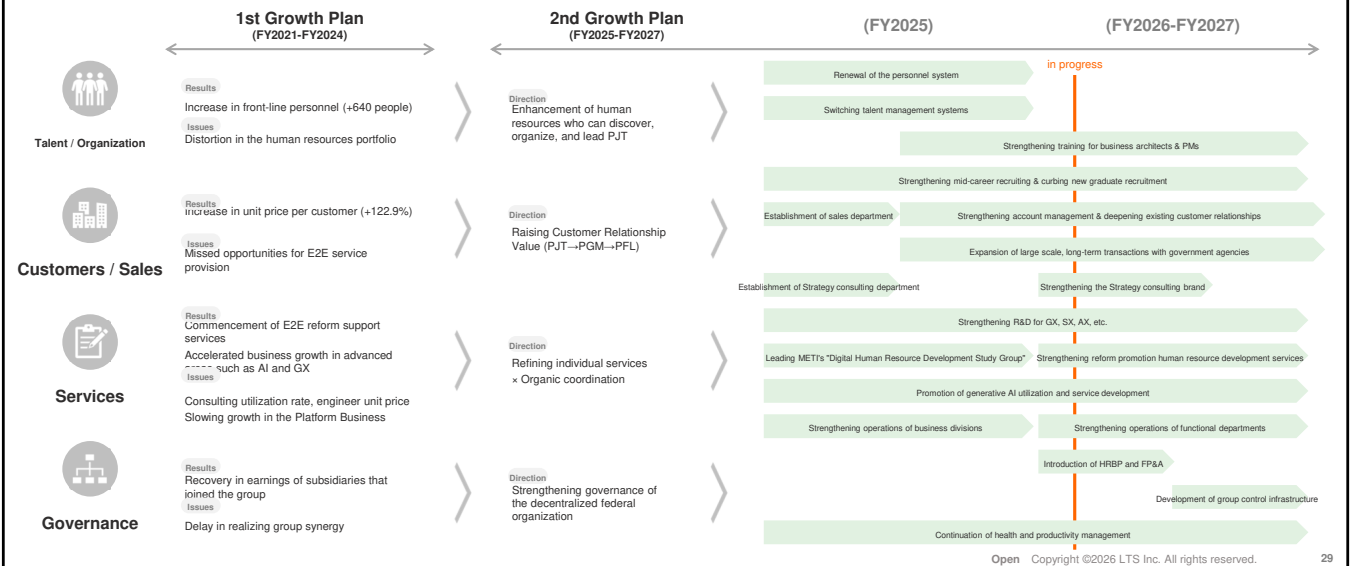 1st Growth Plan
(FY2021-FY2024)
2nd Growth Plan
(FY2025-FY2027)
(FY2025)
(FY2026-FY2027)
in progress
Talent / Organization
Results
Increase in front-line personnel (+640 people)
Issues
Distortion in the human resources portfolio
Direction
Enhancement of human
resources who can discover,
organize, and lead PJT
Renewal of the personnel system
Switching talent management systems
Strengthening training for business architects & PMs
Strengthening mid-career recruiting & curbing new graduate recruitment
Customers / Sales
Results
Increase in unit price per customer (+122.9%)
Issues
Missed opportunities for E2E service
provision
Direction
Raising Customer Relationship
Value (PJT→PGM→PFL)
Establishment of sales department
Strengthening account management & deepening existing customer relationships
Expansion of large scale, long-term transactions with government agencies
Establishment of Strategy consulting department
Strengthening the Strategy consulting brand
Services
Results
Commencement of E2E reform support
services
Accelerated business growth in advanced
areas such as AI and GX
Issues
Consulting utilization rate, engineer unit price
Slowing growth in the Platform Business
Direction
Refining individual services
× Organic coordination
Strengthening R&D for GX, SX, AX, etc.
Leading METI's "Digital Human Resource Development Study Group"
Strengthening reform promotion human resource development services
Promotion of generative AI utilization and service development
Strengthening operations of business divisions
Strengthening operations of functional departments
Governance
Results
Recovery in earnings of subsidiaries that
joined the group
Issues
Delay in realizing group synergy
Direction
Strengthening governance of
the decentralized federal
organization
Introduction of HRBP and FP&A
Development of group control infrastructure
Continuation of health and productivity management
Open Copyright ©2026 LTS Inc. All rights reserved.
29